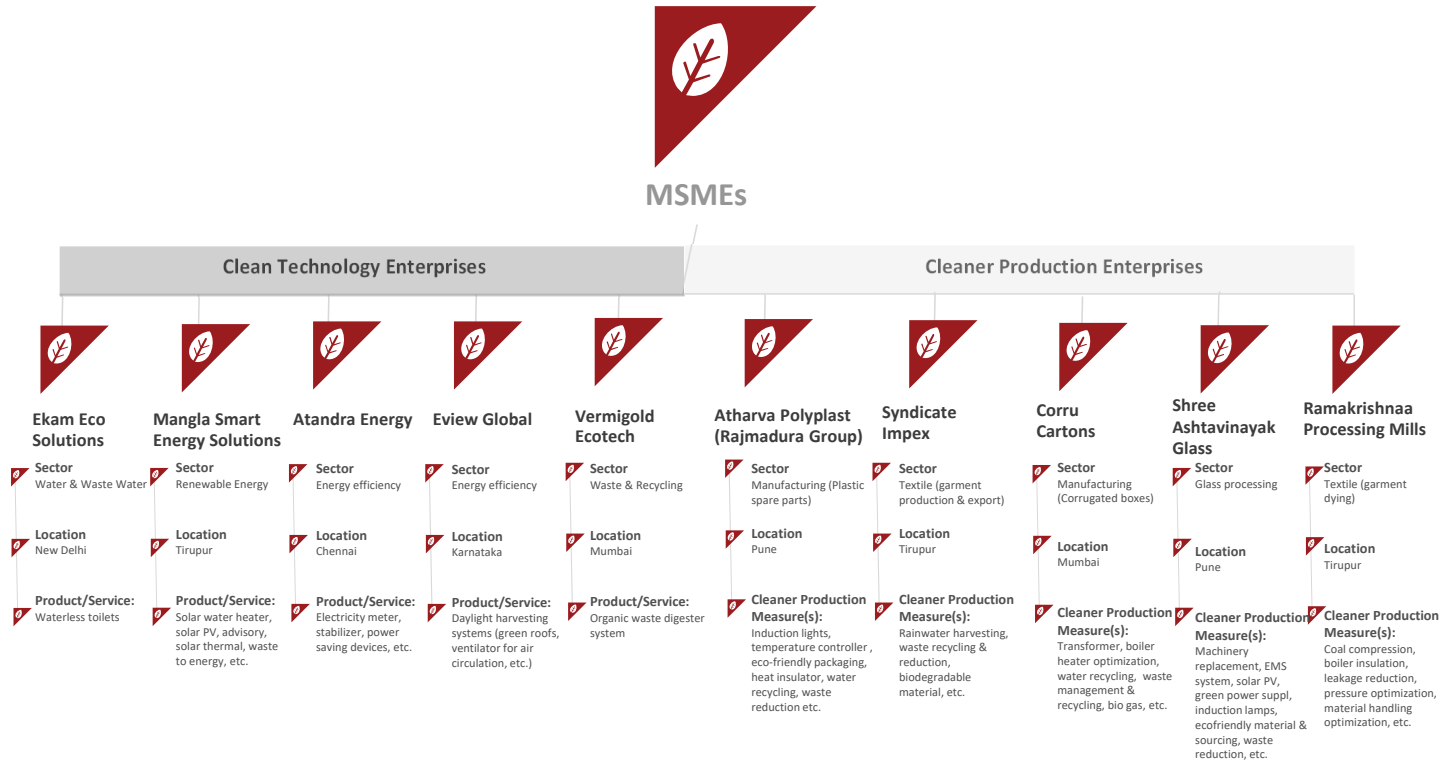 MSMEs
Clean Technology Enterprises
Cleaner Production Enterprises
Ekam Eco
Solutions
Sector
Water & Waste Water
Location
New Delhi
Product/Service:
Waterless toilets
Mangla Smart
Energy Solutions
Sector
Renewable Energy
Location
Tirupur
Product/Service:
Solar water heater,
solar PV, advisory,
solar thermal, waste
to energy, etc.
Atandra Energy
Sector
Energy efficiency
Location
Chennai
Product/Service:
Electricity meter,
stabilizer, power
saving devices, etc.
Eview Global
Sector
Energy efficiency
Location
Karnataka
Product/Service:
Daylight harvesting
systems (green roofs,
ventilator for air
circulation, etc.)
Vermigold
Ecotech
Sector
Waste & Recycling
Location
Mumbai
Product/Service:
Organic waste digester
system
Atharva Polyplast
(Rajmadura Group)
Sector
Manufacturing (Plastic
spare parts)
Location
Pune
Cleaner Production
Measure(s):
Induction lights,
temperature controller ,
eco-friendly packaging,
heat insulator, water
recycling, waste
reduction etc.
Syndicate
Impex
Sector
Textile (garment
production & export)
Location
Tirupur
Cleaner Production
Measure(s):
Rainwater harvesting,
waste recycling &
reduction,
biodegradable
material, etc.
Corru
Cartons
Sector
Manufacturing
(Corrugated boxes)
Location
Mumbai
Cleaner Production
Measure(s):
Transformer, boiler
heater optimization,
water recycling, waste
management &
recycling, bio gas, etc.
Shree
Ashtavinayak
Glass
Sector
Glass processing
Location
Pune
Cleaner Production
Measure(s):
Machinery
replacement, EMS
system, solar PV,
green power suppl,
induction lamps,
ecofriendly material &
sourcing, waste
reduction, etc.
Ramakrishnaa
Processing Mills
Sector
Textile (garment
dying)
Location
Tirupur
Cleaner Production
Measure(s):
Coal compression,
boiler insulation,
leakage reduction,
pressure optimization,
material handling
optimization, etc.